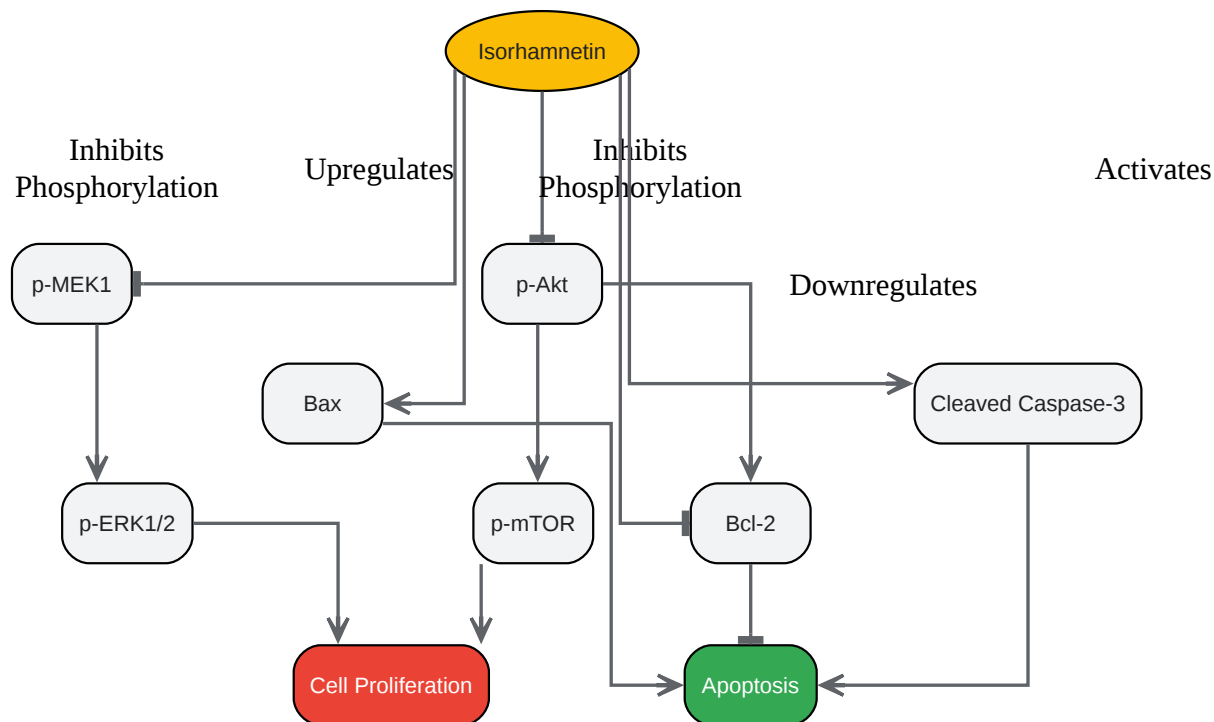 Isorhamnetin
Inhibits
Phosphorylation
Upregulates
Inhibits
Phosphorylation
Activates
p-MEK1
p-Akt
Downregulates
Bax
Cleaved Caspase-3
p-ERK1/2
p-mTOR
Bcl-2
Cell Proliferation
Apoptosis